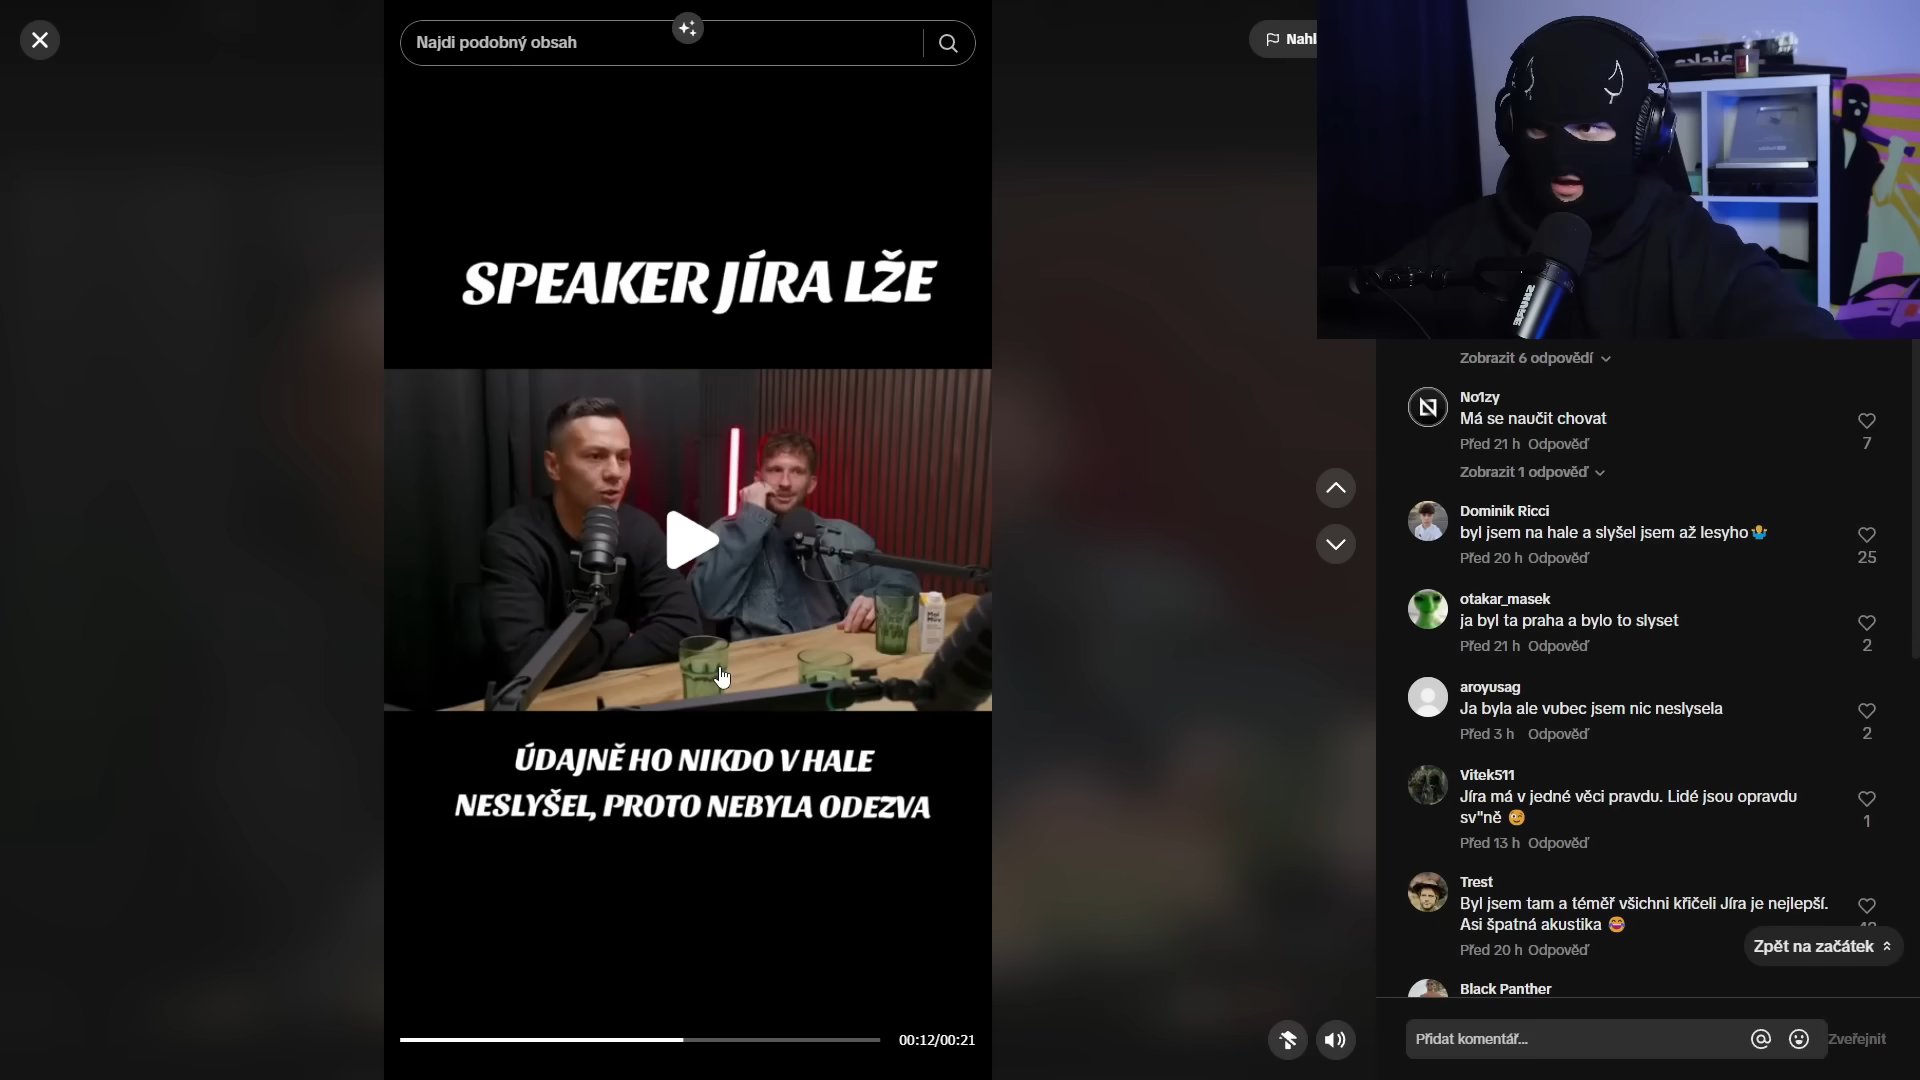 Najdi podobný obsah
Nahl
SPEAKER JÍRA LŽE
ÚDAJNĚ HO NIKDO V HALE
NESLYŠEL, PROTO NEBYLA ODEZVA
00:12/00:21
SHURE
Zobrazit 6 odpovědí
No1zy
Má se naučit chovat
Před 21 h Odpověď
7
Zobrazit 1 odpověď
Dominik Ricci
byl jsem na hale a slyšel jsem až lesyho🤷‍♂️
Před 20 h Odpověď
25
otakar_masek
ja byl ta praha a bylo to slyset
Před 21 h Odpověď
2
aroyusag
Ja byla ale vubec jsem nic neslysela
Před 3 h Odpověď
2
Vitek511
Jíra má v jedné věci pravdu. Lidé jsou opravdu
sv"ně 😉
Před 13 h Odpověď
1
Trest
Byl jsem tam a téměř všichni křičeli Jíra je nejlepší.
Asi špatná akustika 😂
Před 20 h Odpověď
Zpět na začátek
Black Panther
Přidat komentář...
Zveřejnit